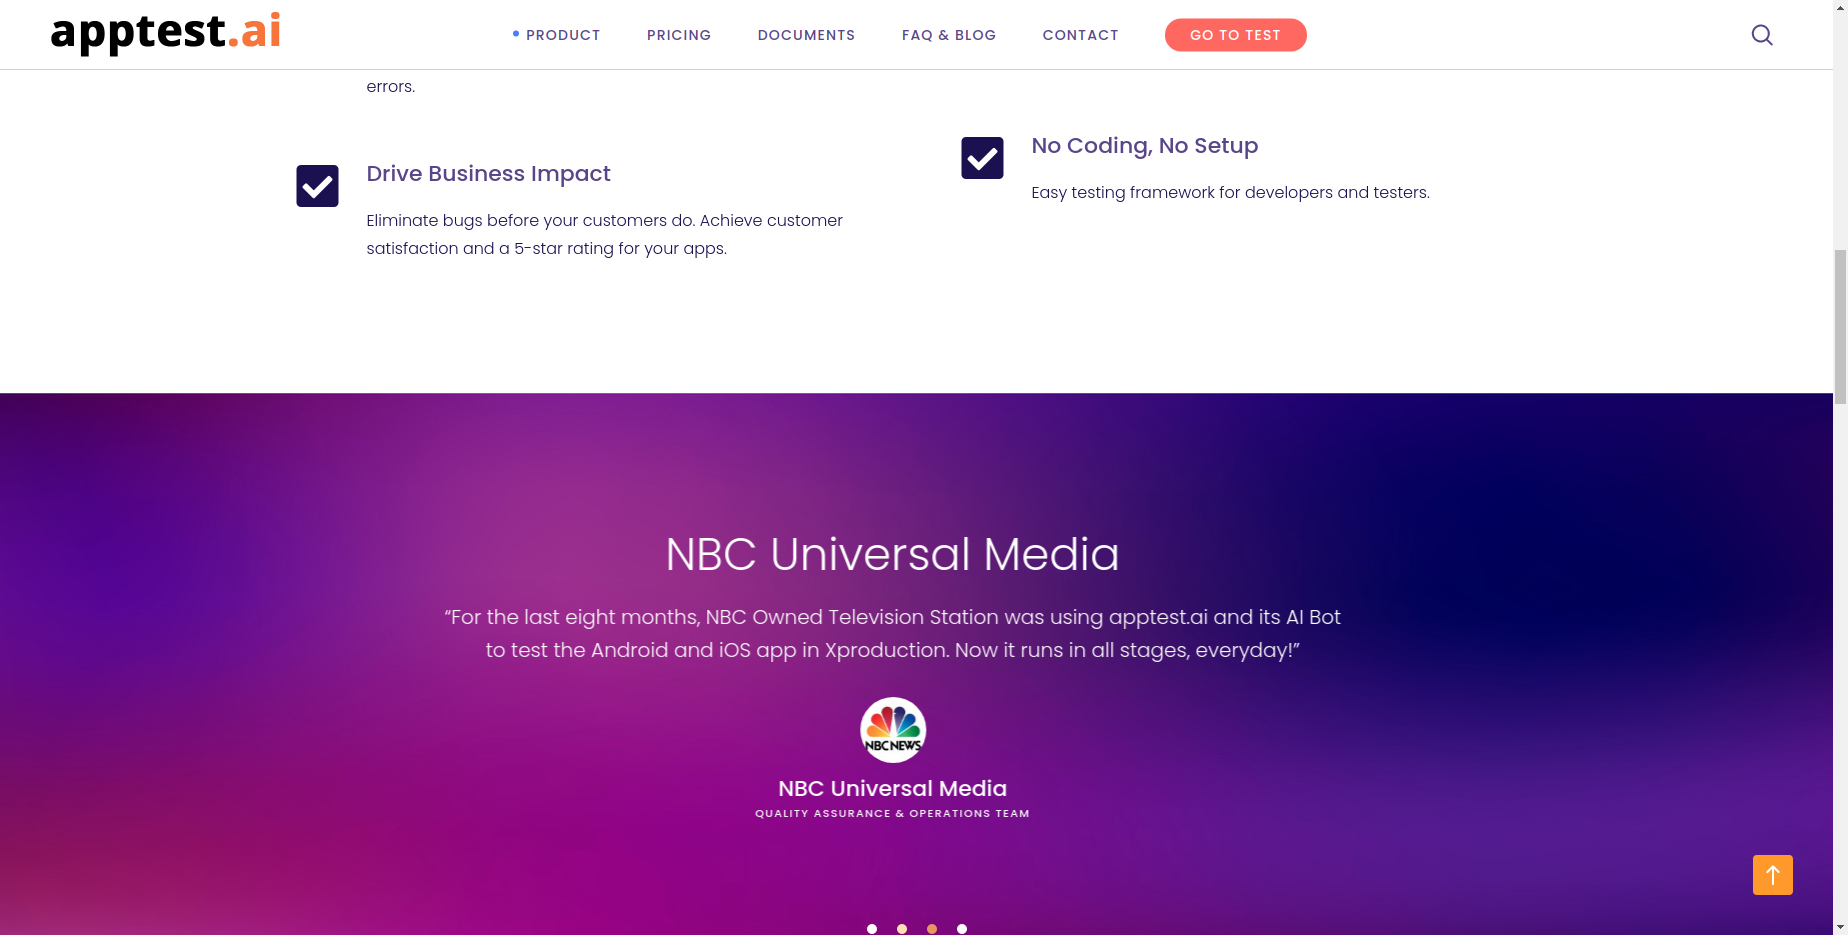 apptest.ai
PRODUCT
PRICING
DOCUMENTS
FAQ & BLOG
CONTACT
GO TO TEST
errors.
Drive Business Impact
Eliminate bugs before your customers do. Achieve customer
satisfaction and a 5-star rating for your apps.
No Coding, No Setup
Easy testing framework for developers and testers.
NBC Universal Media
“For the last eight months, NBC Owned Television Station was using apptest.ai and its AI Bot
to test the Android and iOS app in Xproduction. Now it runs in all stages, everyday!”
NBC NEWS
NBC Universal Media
QUALITY ASSURANCE & OPERATIONS TEAM